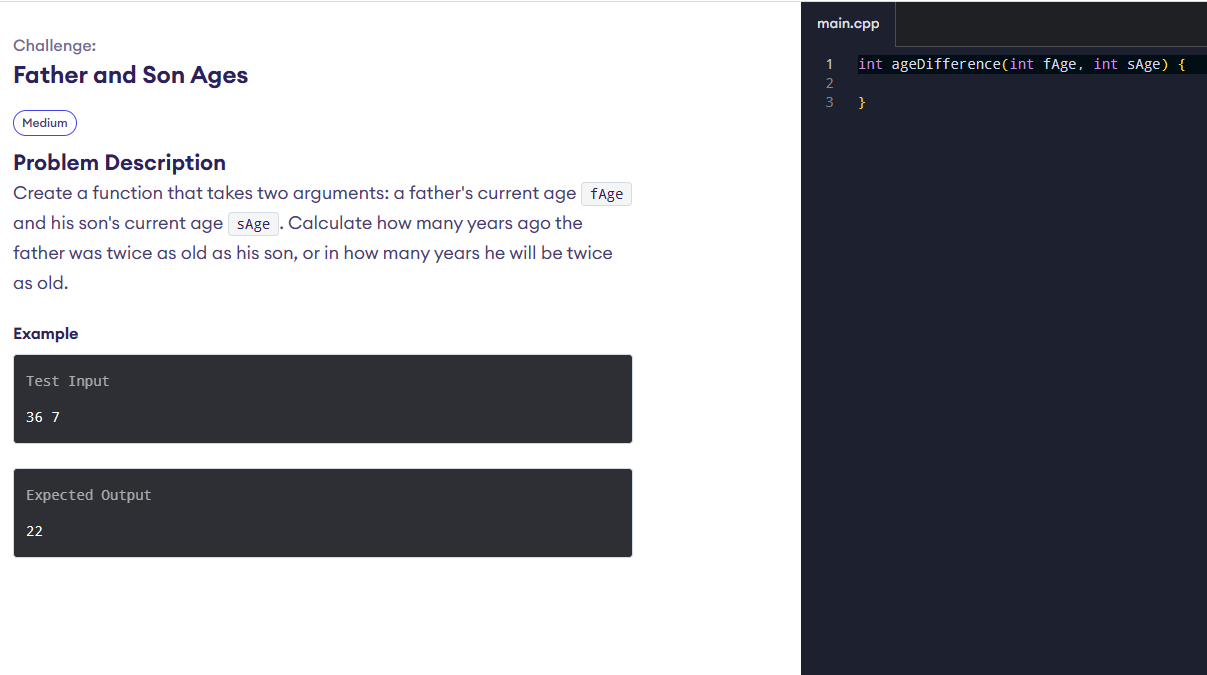 Challenge:
Father and Son Ages
Medium
Problem Description
Create a function that takes two arguments: a father's current age fAge
and his son's current age sAge. Calculate how many years ago the
father was twice as old as his son, or in how many years he will be twice
as old.
Example
Test Input
36 7
Expected Output
22
main.cpp
1 int ageDifference(int fAge, int sAge) {
2
3 }